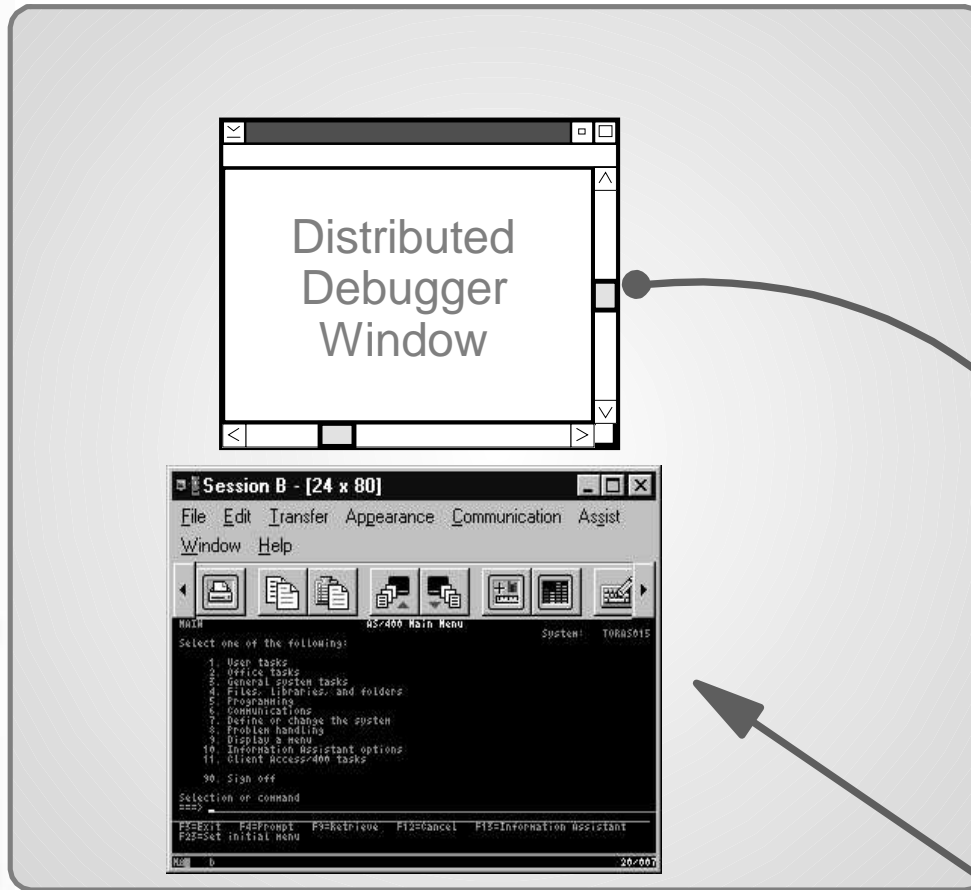 Distributed
Debugger
Window
Session B - [24 x 80]
File Edit Transfer Appearance Communication Assist
Window Help
MAIN AS/400 Main Menu
System: TORAS015
Select one of the following:
1. User tasks
2. Office tasks
3. General system tasks
4. Files, libraries, and folders
5. Programming
6. Communications
7. Define or change the system
8. Problem handling
9. Display a menu
10. Information Assistant options
11. Client Access/400 tasks
90. Sign off
Selection or command
===> _
F3=Exit F4=Prompt F9=Retrieve F12=Cancel F13=Information Assistant
F23=Set initial menu
b 20/007